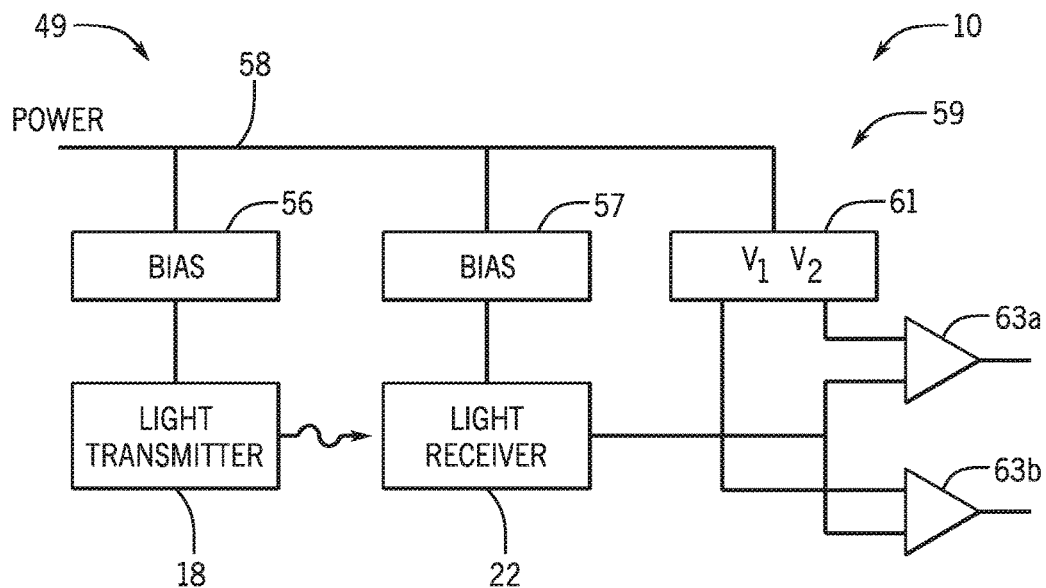 49
10
58
POWER
59
56
57
61
BIAS
BIAS
V1 V2
63a
LIGHT
TRANSMITTER
LIGHT
RECEIVER
63b
18
22